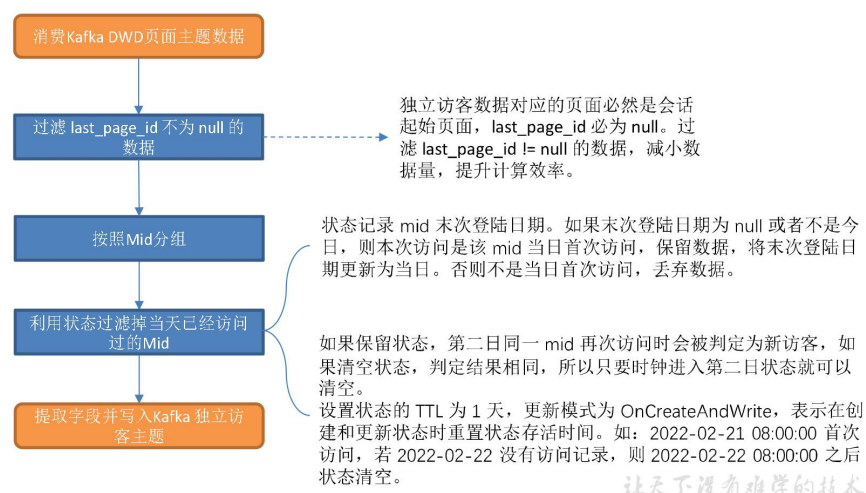 消费Kafka DWD页面主题数据
过滤 last_page_id 不为 null 的
数据
独立访客数据对应的页面必然是会话
起始页面，last_page_id 必为 null。过
滤 last_page_id != null 的数据，减小数
据量，提升计算效率。
按照Mid分组
状态记录 mid 末次登陆日期。如果末次登陆日期为 null 或者不是今
日，则本次访问是该 mid 当日首次访问，保留数据，将末次登陆日
期更新为当日。否则不是当日首次访问，丢弃数据。
利用状态过滤掉当天已经访问
过的Mid
如果保留状态，第二日同一 mid 再次访问时会被判定为新访客，如
果清空状态，判定结果相同，所以只要时钟进入第二日状态就可以
清空。
设置状态的 TTL 为 1 天，更新模式为 OnCreateAndWrite，表示在创
建和更新状态时重置状态存活时间。如：2022-02-21 08:00:00 首次
访问，若 2022-02-22 没有访问记录，则 2022-02-22 08:00:00 之后
状态清空。
提取字段并写入Kafka 独立访
客主题
让天下没有难学的技术